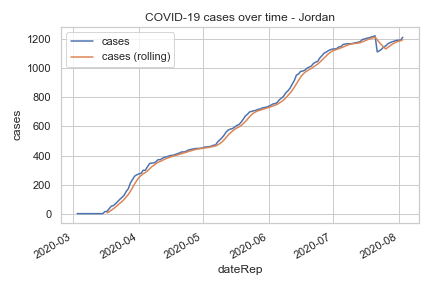 COVID-19 cases over time - Jordan
cases
cases (rolling)
1200
1000
800
600
400
200
0
cases
2020-03
2020-04
2020-05
2020-06
2020-07
2020-08
dateRep